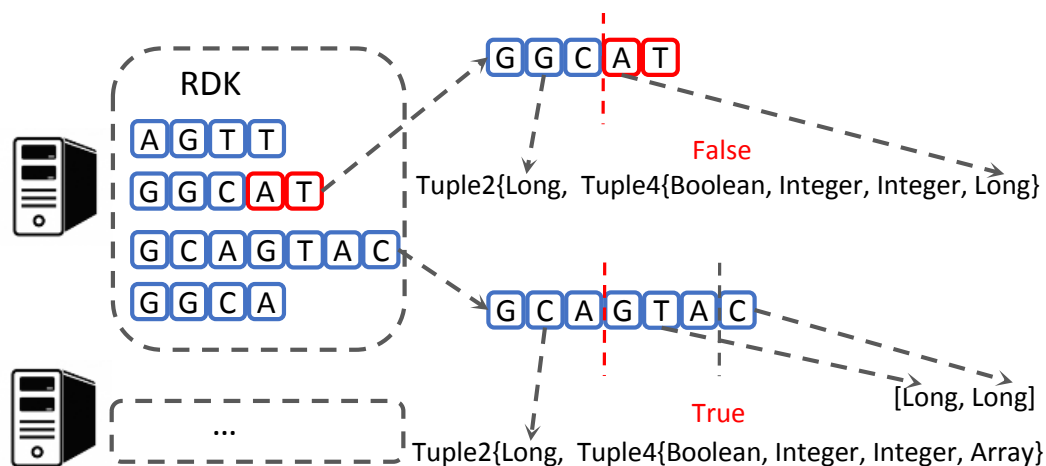 RDK
A G T T
G G C A T
G C A G T A C
G G C A
...
G G C A T
False
Tuple2{Long, Tuple4{Boolean, Integer, Integer, Long}
G C A G T A C
[Long, Long]
True
Tuple2{Long, Tuple4{Boolean, Integer, Integer, Array}